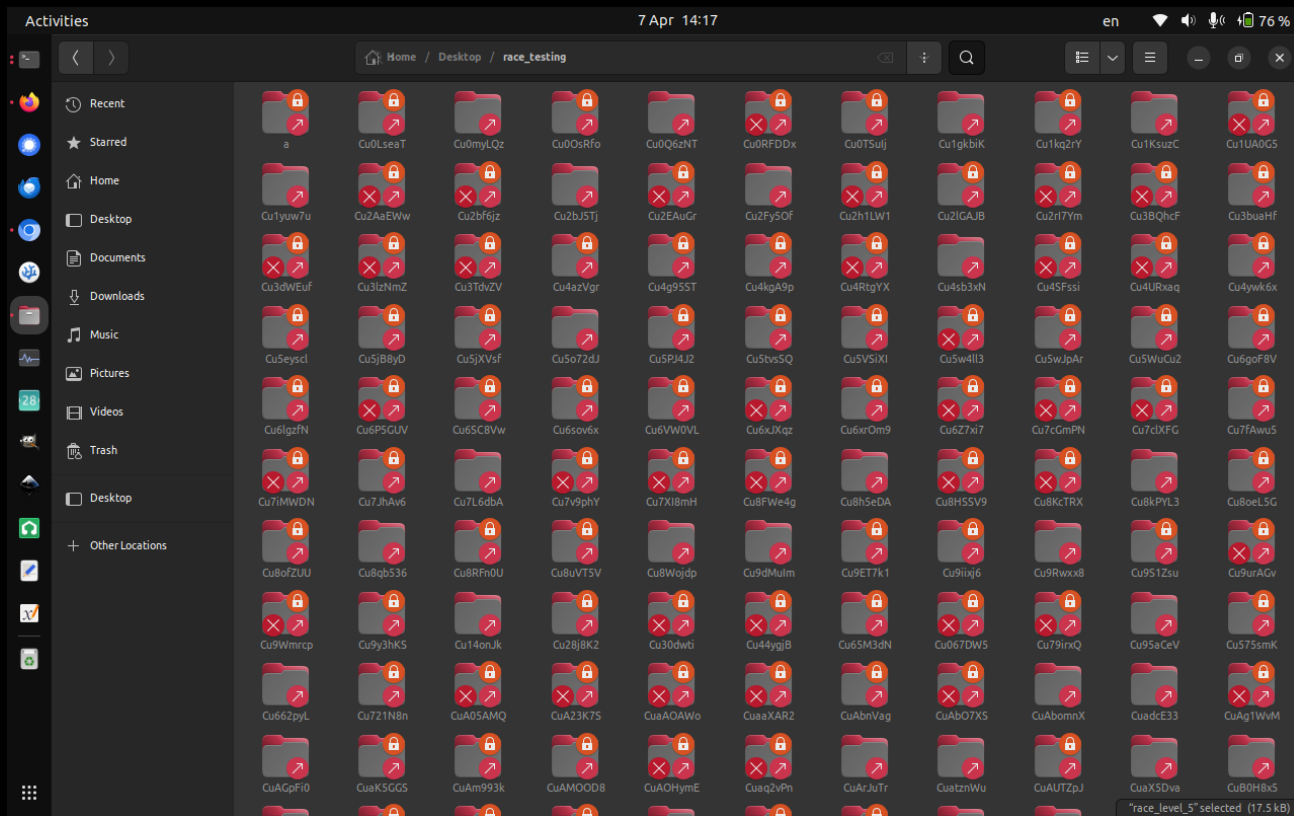 Activities
7 Apr 14:17
en
76 %
Home / Desktop / race_testing
Recent
Starred
Home
Desktop
Documents
Downloads
Music
Pictures
Videos
Trash
Desktop
+ Other Locations
28
a Cu0LseaT Cu0myLQz Cu0OsRfo Cu0Q6zNT Cu0RFDDx Cu0TSulj Cu1gkbiK Cu1kq2rY Cu1KsuzC Cu1UA0G5
Cu1yuw7u Cu2AaEWw Cu2bf6jz Cu2bJ5Tj Cu2EAuGr Cu2Fy5Of Cu2h1LW1 Cu2lGAJB Cu2rI7Ym Cu3BQhcF Cu3buaHf
Cu3dWEuf Cu3lzNmZ Cu3TdvZV Cu4azVgr Cu4g95ST Cu4kgA9p Cu4RtgYX Cu4sb3xN Cu4SFssi Cu4URxaq Cu4ywk6x
Cu5eyscl Cu5jB8yD Cu5jXVsf Cu5o72dJ Cu5PJ4J2 Cu5tvsSQ Cu5VSiXI Cu5w4ll3 Cu5wJpAr Cu5WuCu2 Cu6goF8V
Cu6IgzfN Cu6P5GUV Cu6SC8Vw Cu6sov6x Cu6VW0VL Cu6xJXqz Cu6xrOm9 Cu6Z7xi7 Cu7cGmPN Cu7clXFG Cu7fAwu5
Cu7iMWDN Cu7JhAv6 Cu7L6dbA Cu7v9phY Cu7XI8mH Cu8FWe4g Cu8h5eDA Cu8HS5V9 Cu8KcTRX Cu8kPYL3 Cu8oeL5G
Cu8ofZUU Cu8qb536 Cu8RFn0U Cu8uVT5V Cu8Wojdp Cu9dMuIm Cu9ET7k1 Cu9iixj6 Cu9Rwxx8 Cu9S1Zsu Cu9urAGv
Cu9Wmrcp Cu9y3hKS Cu14onJk Cu28j8K2 Cu30dwti Cu44ygjB Cu65M3dN Cu067DW5 Cu79irxQ Cu95aCeV Cu575smK
Cu662pyL Cu721N8n CuA05AMQ CuA23K7S CuaAOAWo CuaaXAR2 CuAbnVag CuAbO7XS CuAbomnX CuadcE33 CuAg1WvM
CuAGpFi0 CuaK5GGS CuAm993k CuAMOOD8 CuAOHymE Cuaq2vPn CuArJuTr CuatznWu CuAUTZpJ CuaX5Dva CuB0H8x5
"race_level_5" selected (17.5 kB)